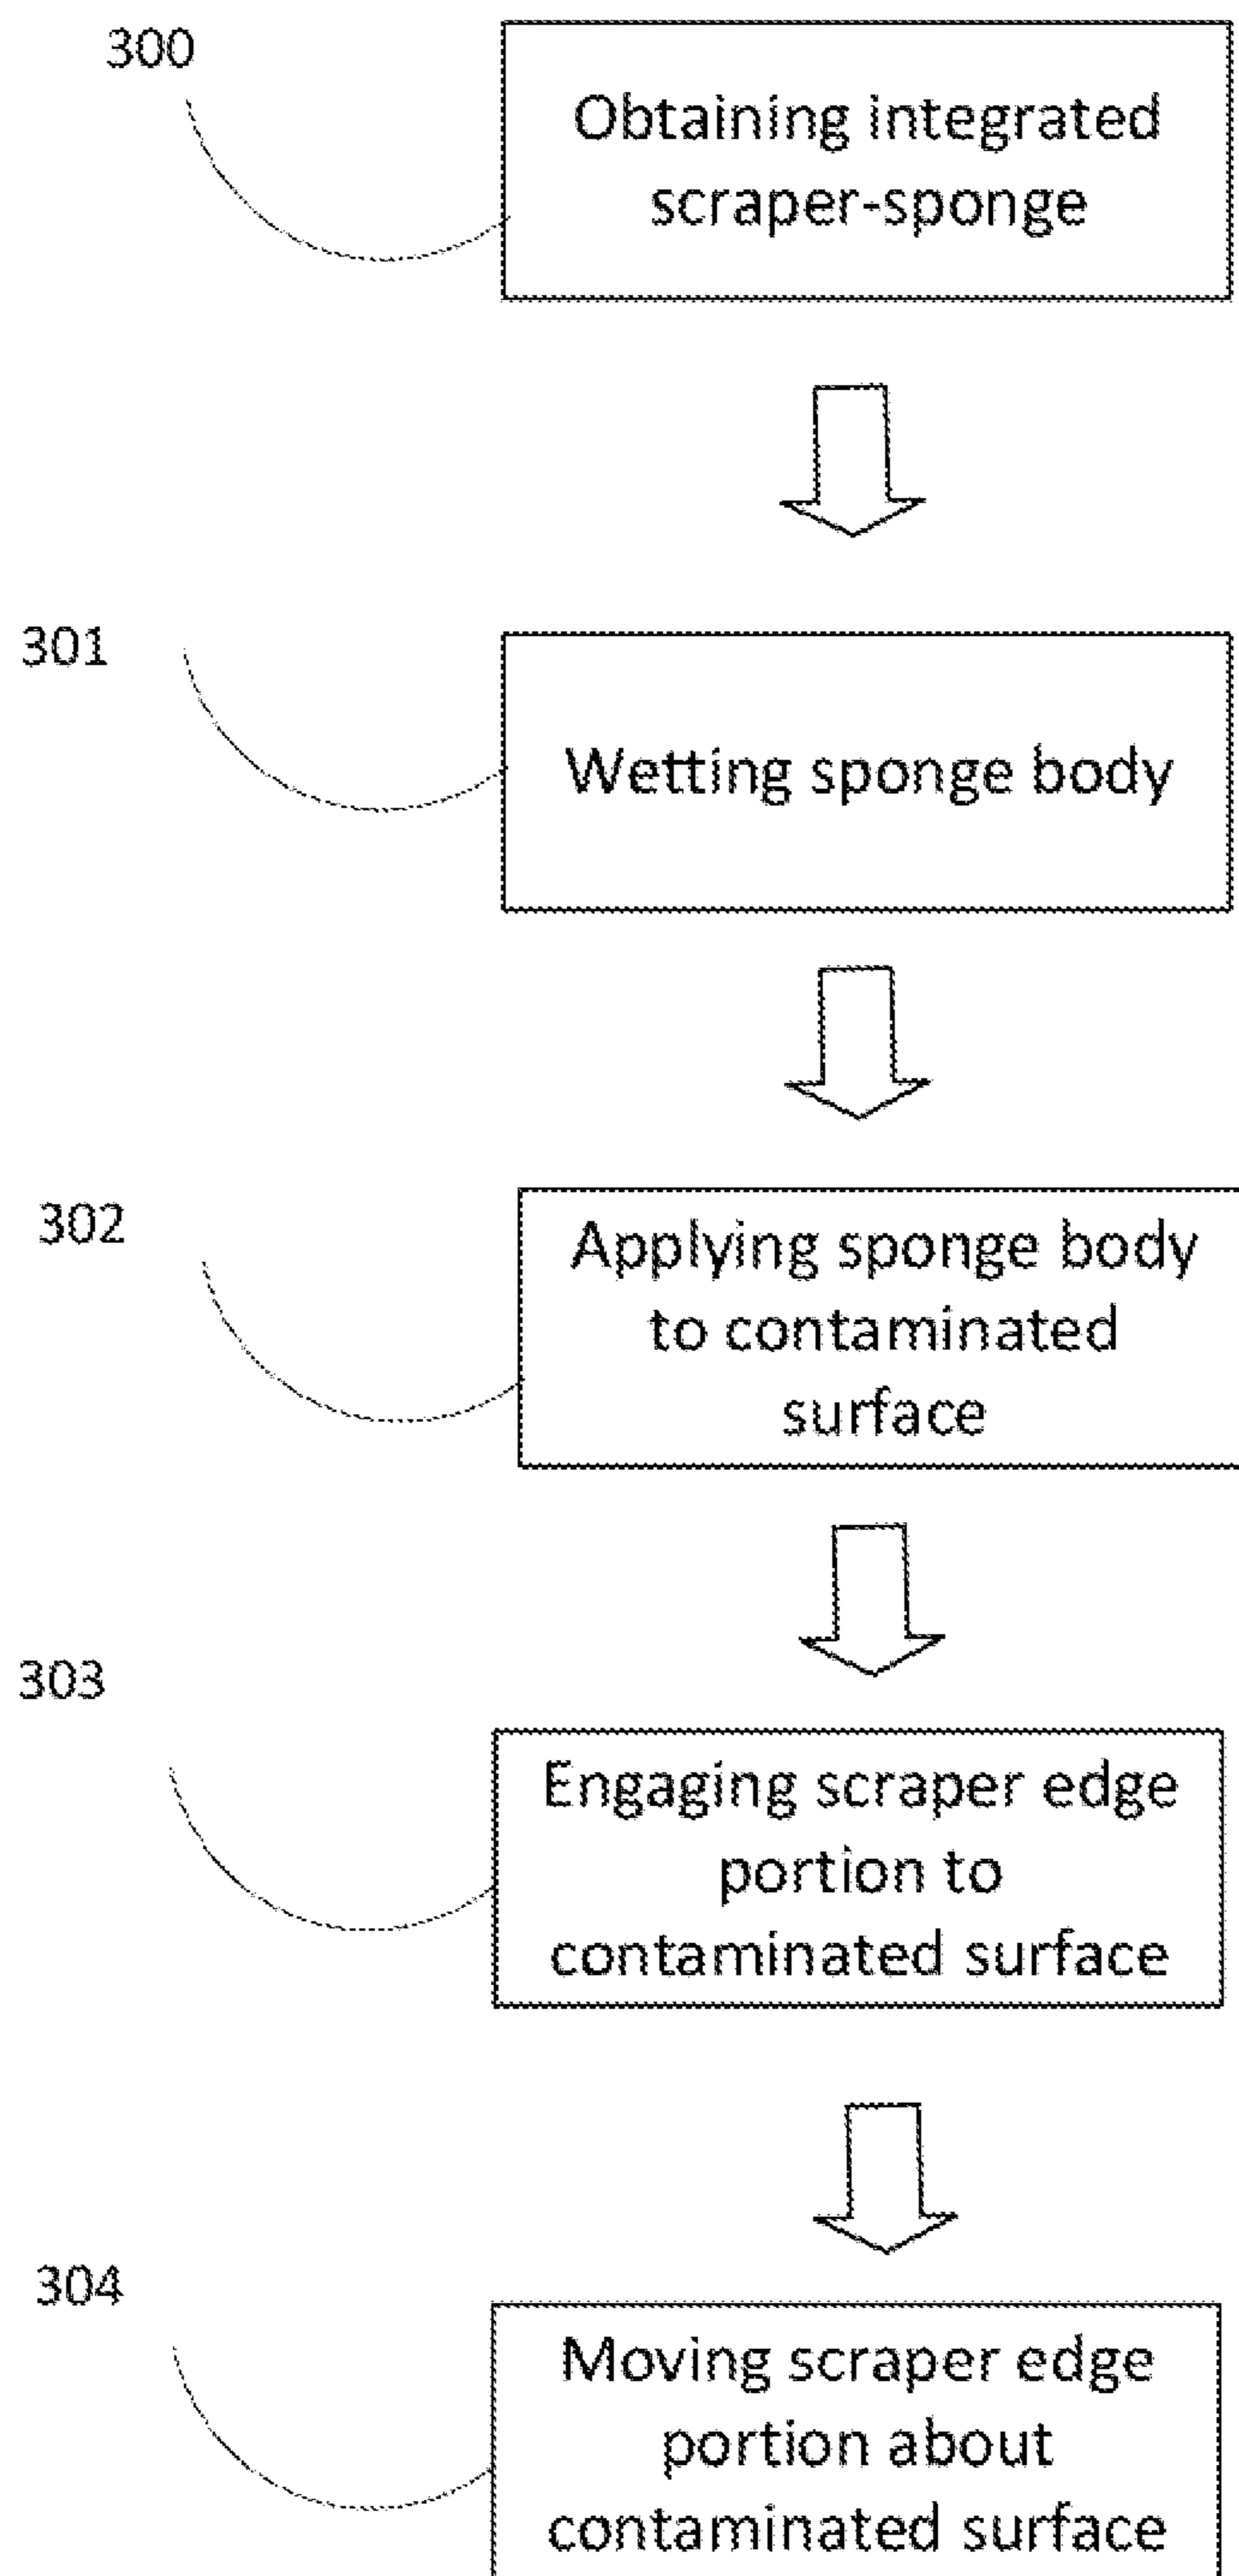 300
Obtaining integrated
scraper-sponge
301
Wetting sponge body
302
Applying sponge body
to contaminated
surface
303
Engaging scraper edge
portion to
contaminated surface
304
Moving scraper edge
portion about
contaminated surface